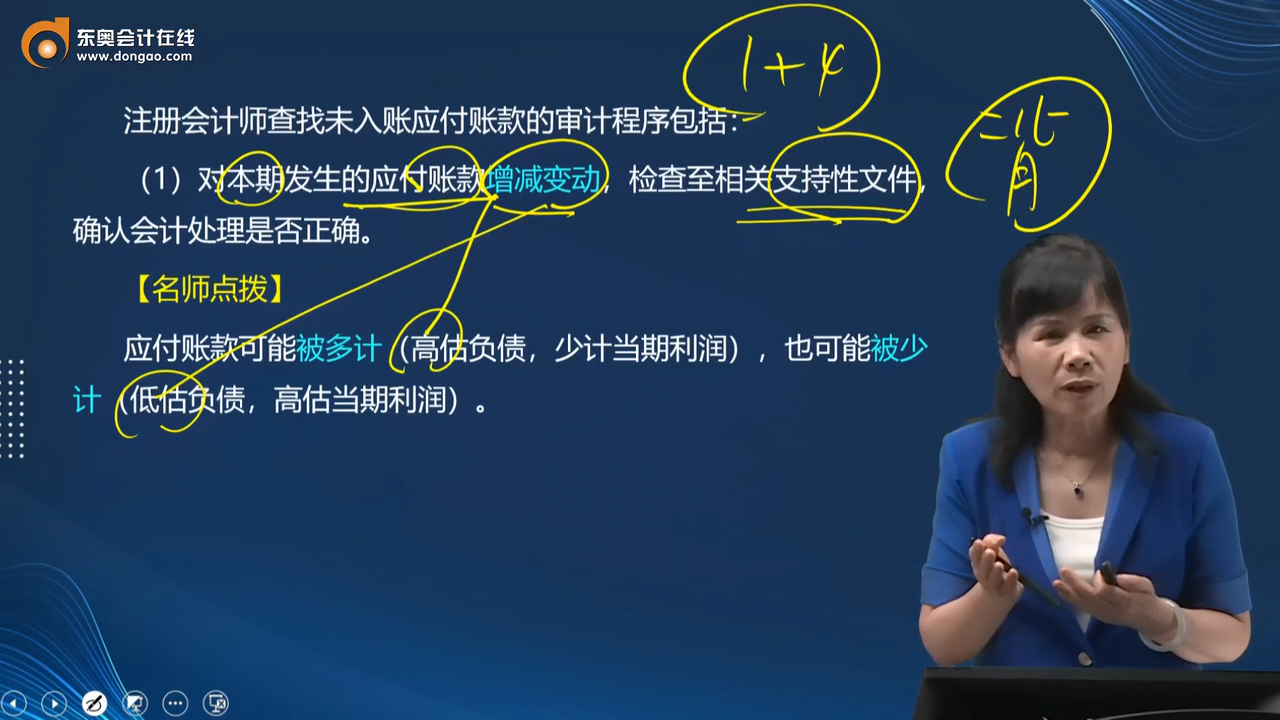 东奥会计在线
www.dongao.com
1+4
注册会计师查找未入账应付账款的审计程序包括：
（1）对本期发生的应付账款增减变动，检查至相关支持性文件，
确认会计处理是否正确。
【名师点拨】
应付账款可能被多计（高估负债，少计当期利润），也可能被少
计（低估负债，高估当期利润）。